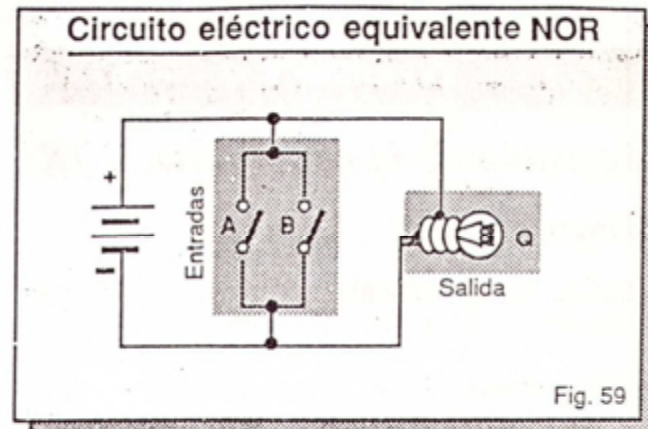 Circuito eléctrico equivalente NOR
+
Entradas
A
B
Q
-
Salida
Fig. 59